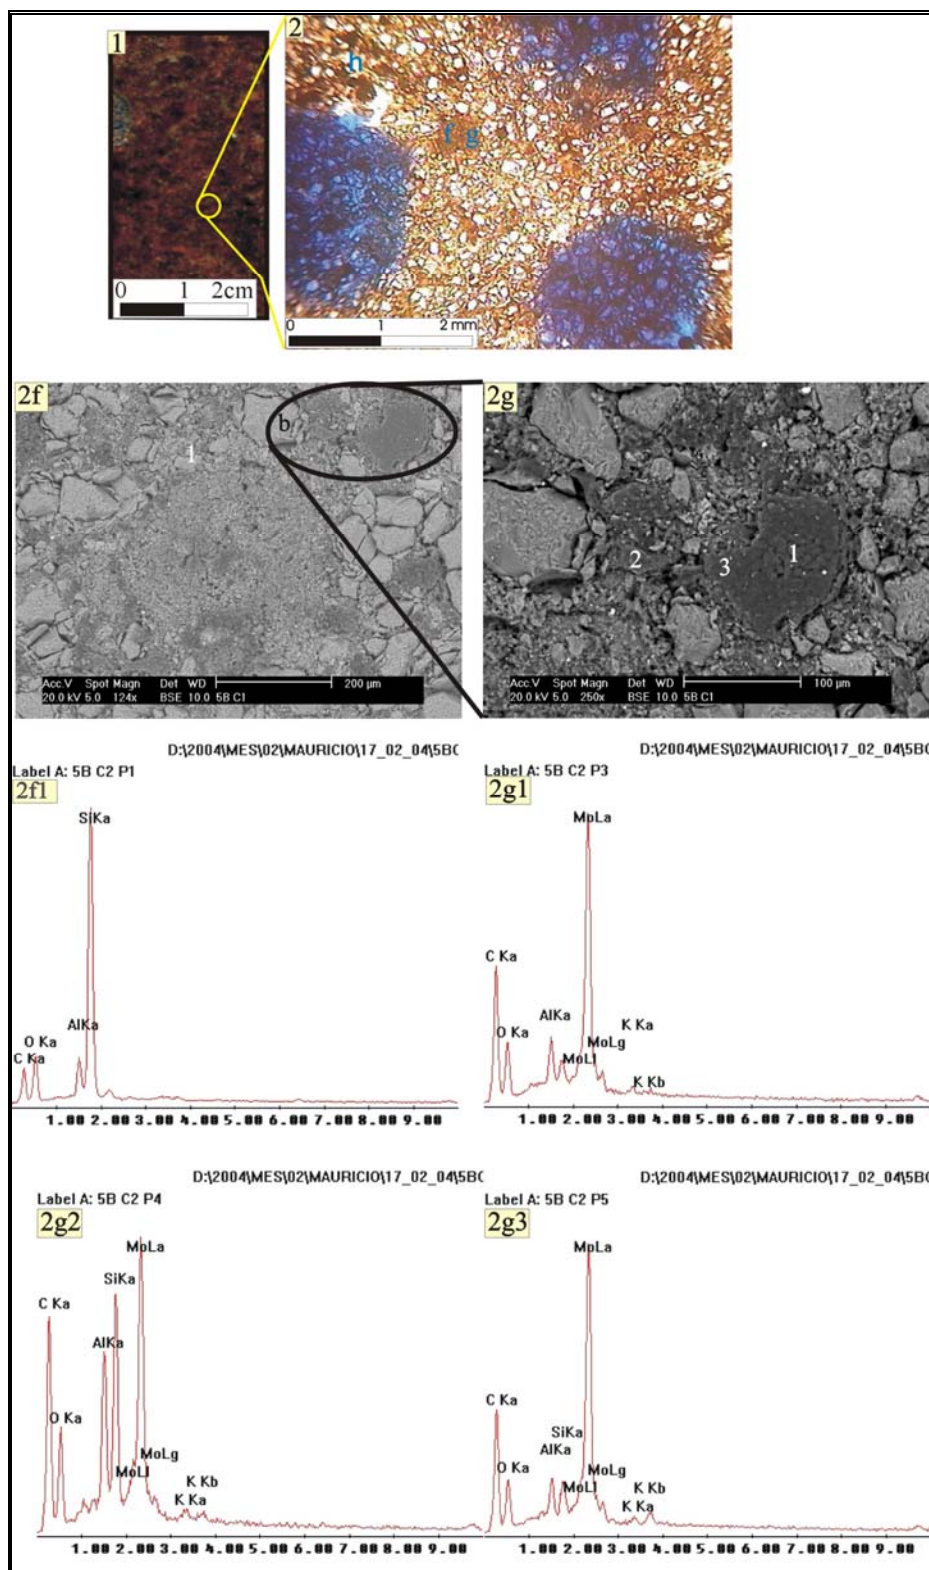 1
0 1 2cm
2
h
f g
0 1 2 mm
2f
1
b
Acc.V Spot Magn Det WD 200 µm
20.0 kV 5.0 124x BSE 10.0 5B C1
2g
1
2
3
Acc.V Spot Magn Det WD 100 µm
20.0 kV 5.0 250x BSE 10.0 5B C1
D:\2004\MES\02\MAURICIO\17_02_04\5BC
Label A: 5B C2 P1
2f1
SiKa
AlKa
O Ka
C Ka
1.00 2.00 3.00 4.00 5.00 6.00 7.00 8.00 9.00
D:\2004\MES\02\MAURICIO\17_02_04\5BC
Label A: 5B C2 P3
2g1
MoLa
C Ka
AlKa
K Ka
O Ka
MoLg
MoLl
K Kb
1.00 2.00 3.00 4.00 5.00 6.00 7.00 8.00 9.00
D:\2004\MES\02\MAURICIO\17_02_04\5BC
Label A: 5B C2 P4
2g2
MoLa
SiKa
C Ka
AlKa
O Ka
MoLg
MoLl
K Kb
K Ka
1.00 2.00 3.00 4.00 5.00 6.00 7.00 8.00 9.00
D:\2004\MES\02\MAURICIO\17_02_04\5BC
Label A: 5B C2 P5
2g3
MoLa
C Ka
SiKa
AlKa
O Ka
MoLg
MoLl
K Kb
K Ka
1.00 2.00 3.00 4.00 5.00 6.00 7.00 8.00 9.00